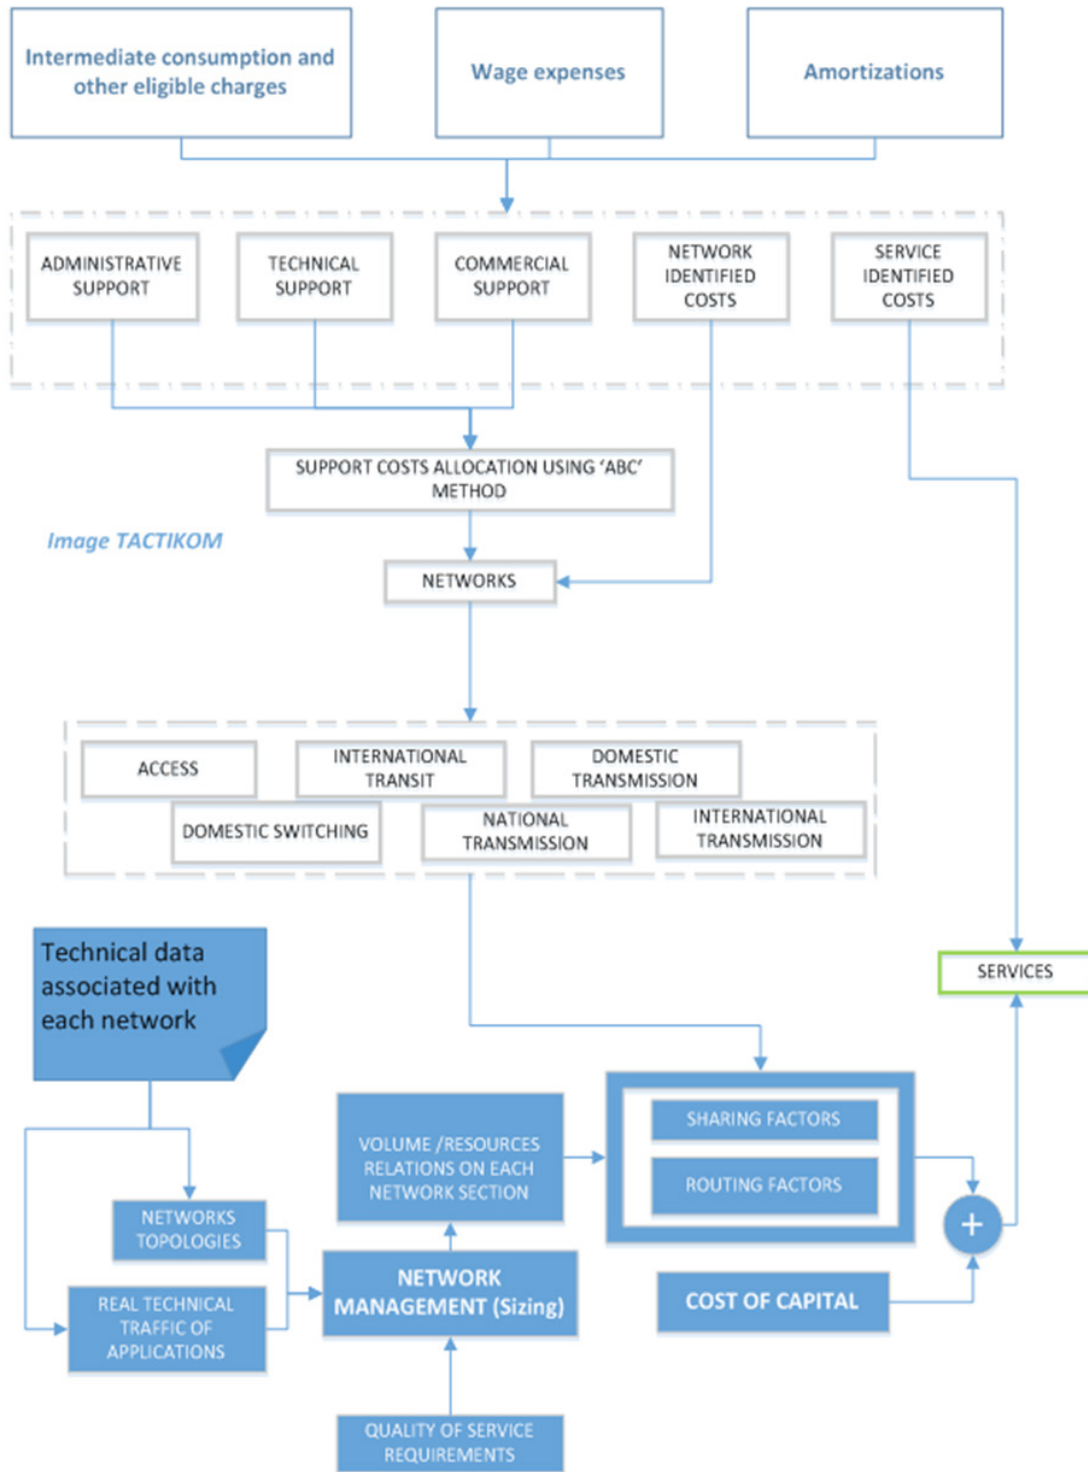 Intermediate consumption and
other eligible charges
Wage expenses
Amortizations
ADMINISTRATIVE
SUPPORT
TECHNICAL
SUPPORT
COMMERCIAL
SUPPORT
NETWORK
IDENTIFIED
COSTS
SERVICE
IDENTIFIED
COSTS
SUPPORT COSTS ALLOCATION USING 'ABC'
METHOD
Image TACTIKOM
NETWORKS
ACCESS
INTERNATIONAL
TRANSIT
DOMESTIC
TRANSMISSION
DOMESTIC SWITCHING
NATIONAL
TRANSMISSION
INTERNATIONAL
TRANSMISSION
Technical data
associated with
each network
SERVICES
VOLUME /RESOURCES
RELATIONS ON EACH
NETWORK SECTION
SHARING FACTORS
ROUTING FACTORS
NETWORKS
TOPOLOGIES
+
NETWORK
MANAGEMENT (Sizing)
COST OF CAPITAL
REAL TECHNICAL
TRAFFIC OF
APPLICATIONS
QUALITY OF SERVICE
REQUIREMENTS